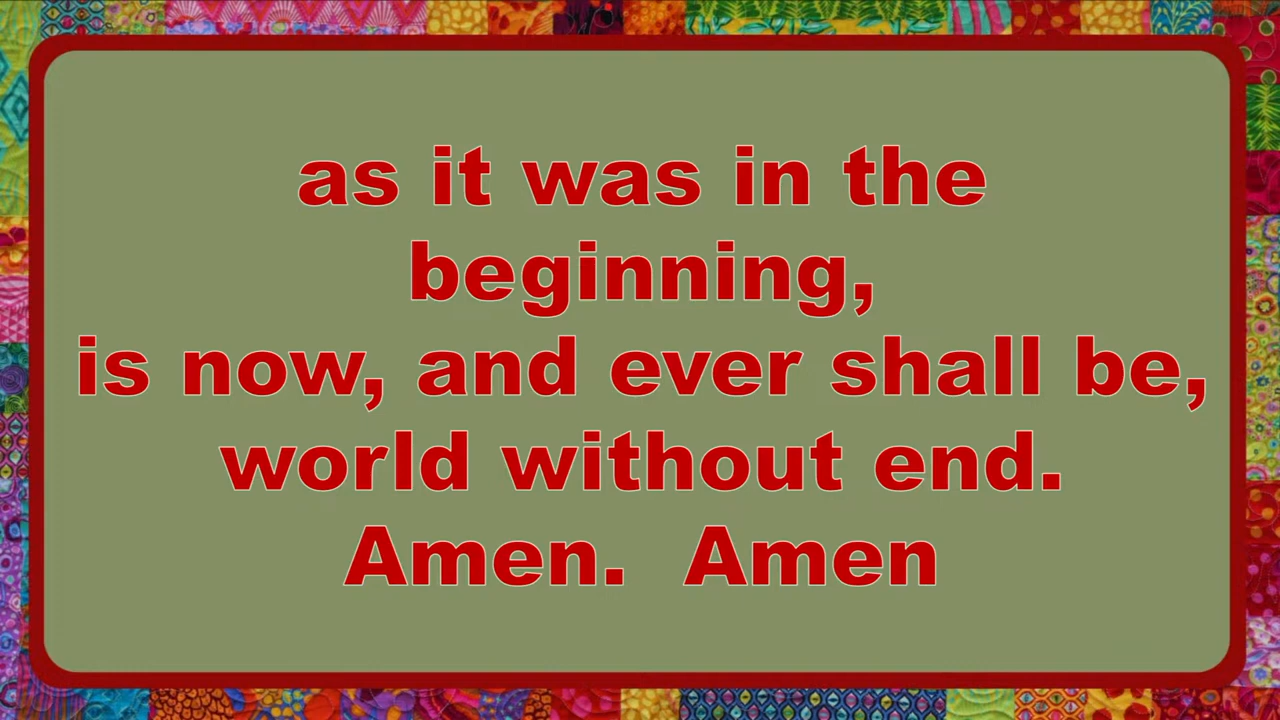 as it was in the
beginning,
is now, and ever shall be,
world without end.
Amen.  Amen